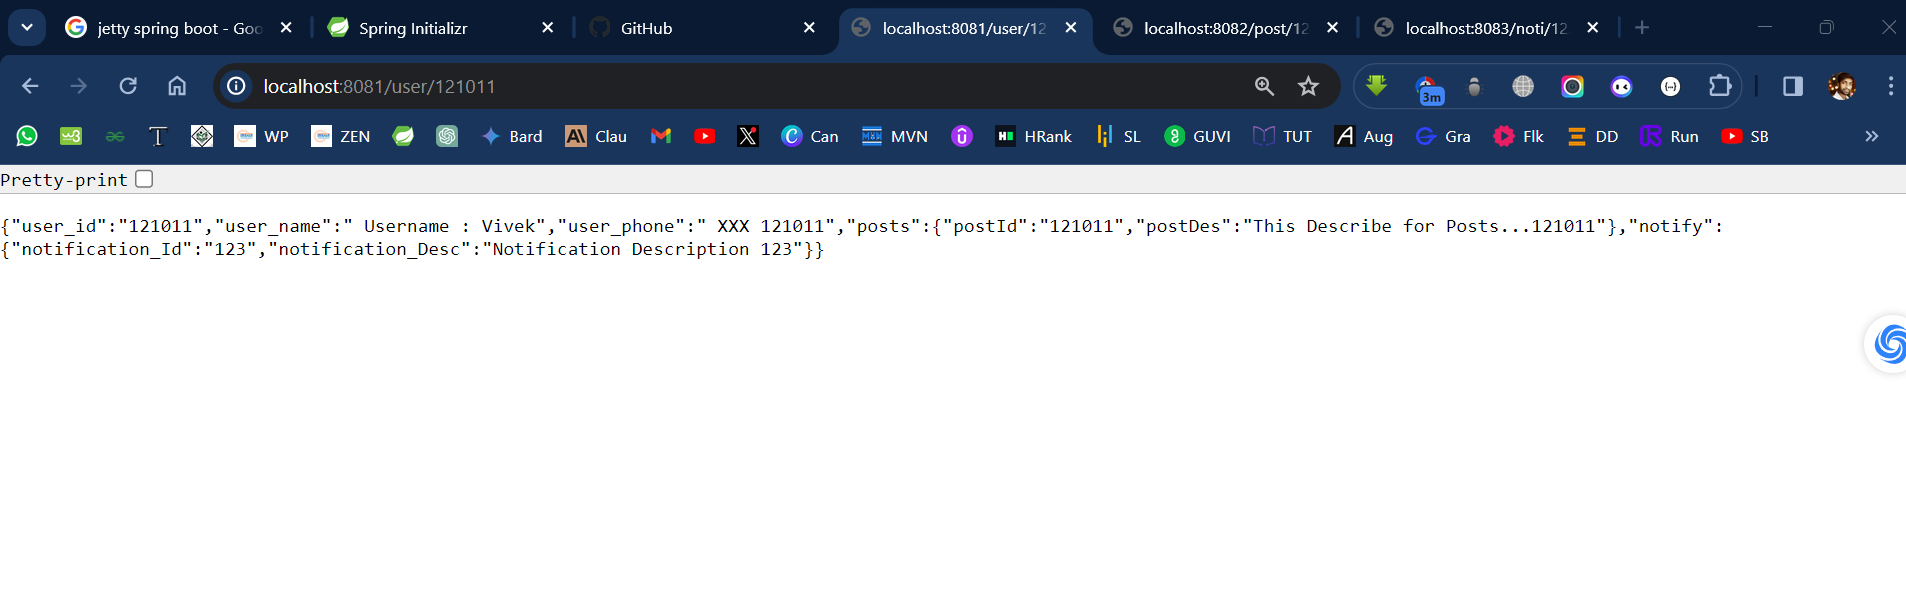 jetty spring boot - Goo
Spring Initializr
GitHub
localhost:8081/user/12
localhost:8082/post/12
localhost:8083/noti/12
localhost:8081/user/121011
3m
WP
ZEN
Bard
Clau
Can
MVN
HRank
SL
GUVI
TUT
Aug
Gra
Flk
DD
Run
SB
Pretty-print
{"user_id":"121011","user_name":" Username : Vivek","user_phone":" XXX 121011","posts":{"postId":"121011","postDes":"This Describe for Posts...121011"},"notify":
{"notification_Id":"123","notification_Desc":"Notification Description 123"}}